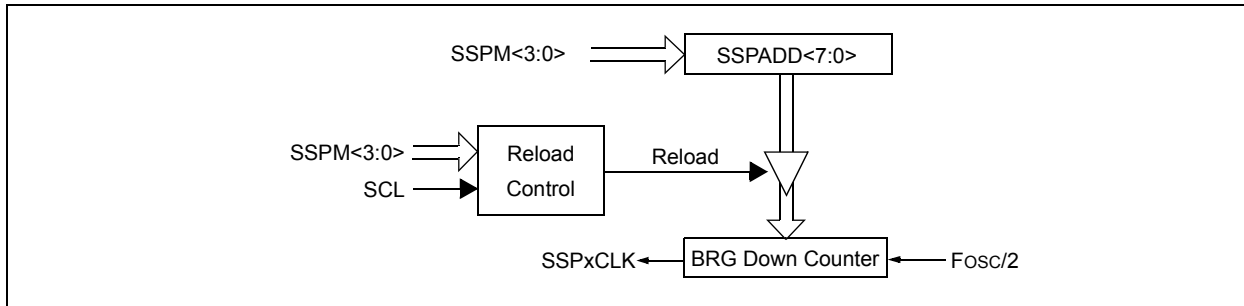 SSPM<3:0>
SSPADD<7:0>
SSPM<3:0>
SCL
Reload
Control
Reload
SSPxCLK
BRG Down Counter
FOSC/2